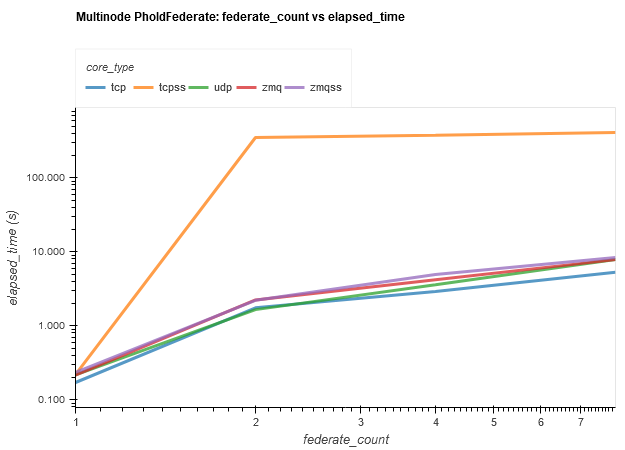 Multinode PholdFederate: federate_count vs elapsed_time
core_type
tcp tcpss udp zmq zmqss
elapsed_time (s)
100.000
10.000
1.000
0.100
1 2 3 4 5 6 7
federate_count